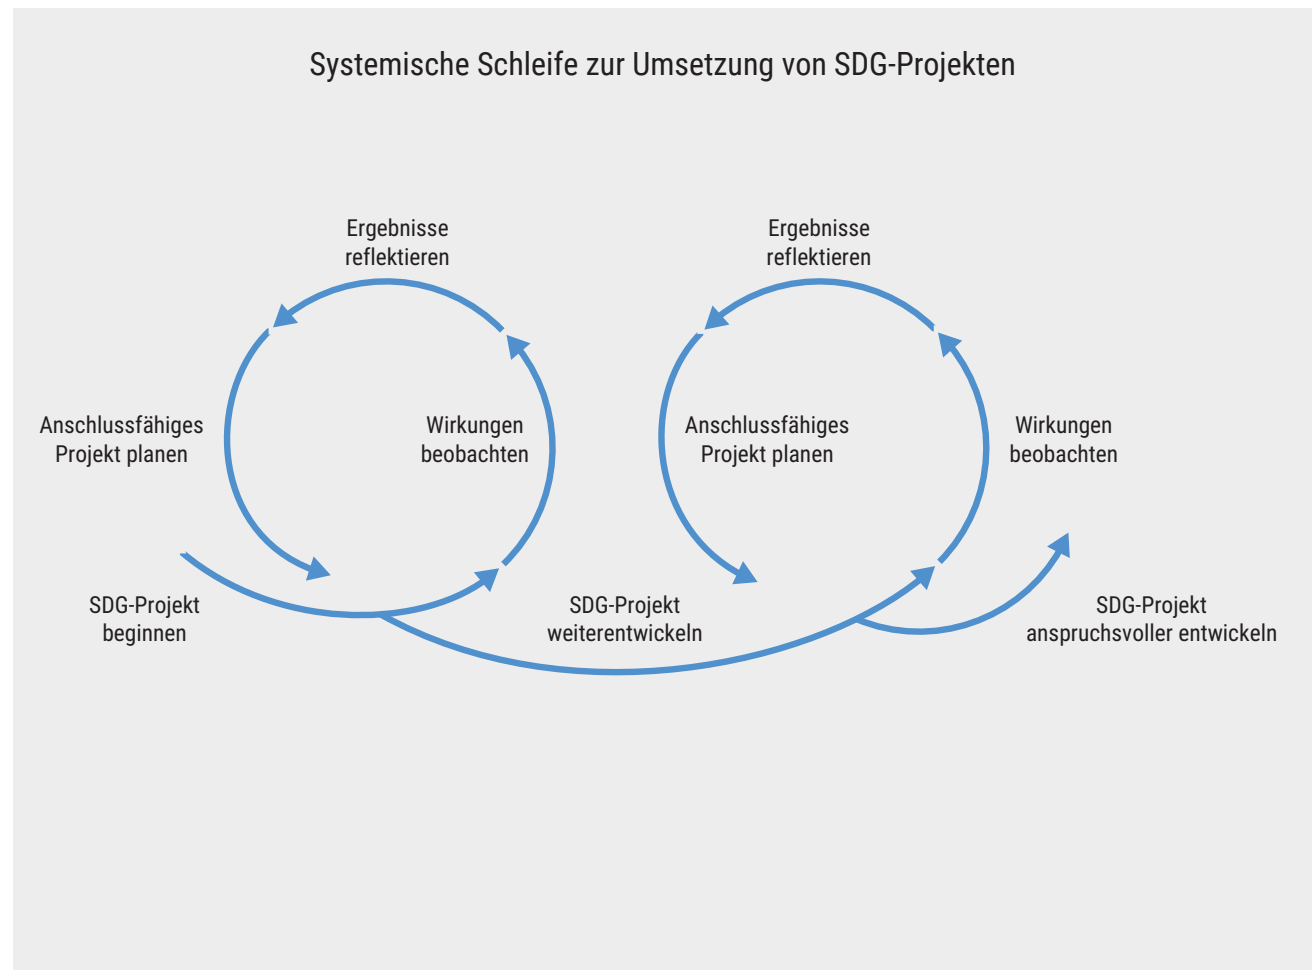 Systemische Schleife zur Umsetzung von SDG-Projekten
Ergebnisse
reflektieren
Ergebnisse
reflektieren
Anschlussfähiges
Projekt planen
Wirkungen
beobachten
Anschlussfähiges
Projekt planen
Wirkungen
beobachten
SDG-Projekt
beginnen
SDG-Projekt
weiterentwickeln
SDG-Projekt
anspruchsvoller entwickeln